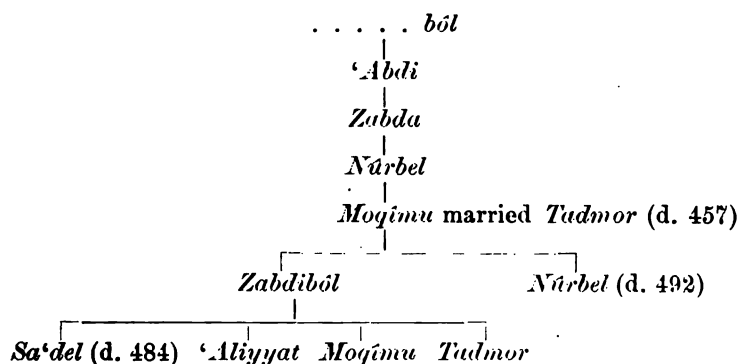 . . . . . bôl
‘Abdi
Zabda
Nûrbel
Moqîmu married Tadmor (d. 457)
Zabdibôl Nûrbel (d. 492)
Sa‘del (d. 484) ‘Aliyyat Moqîmu Tadmor